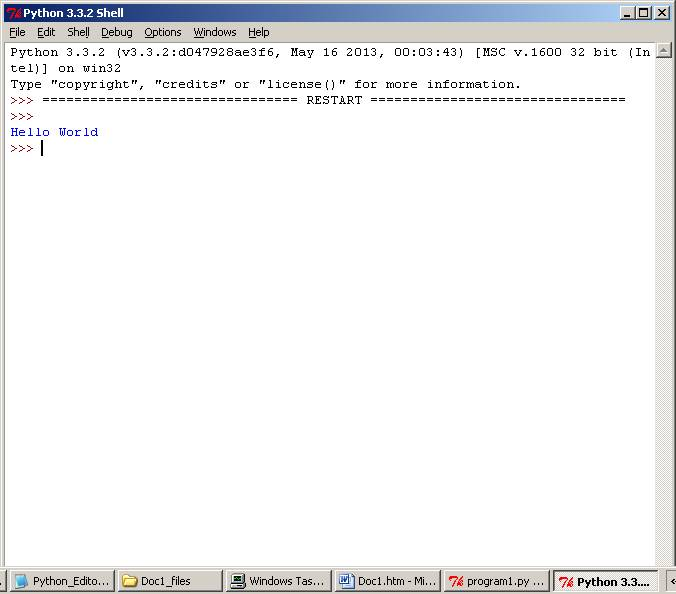 Python 3.3.2 Shell
File Edit Shell Debug Options Windows Help
Python 3.3.2 (v3.3.2:d047928ae3f6, May 16 2013, 00:03:43) [MSC v.1600 32 bit (In
tel)] on win32
Type "copyright", "credits" or "license()" for more information.
>>> ================================ RESTART ================================
>>>
Hello World
>>>
Python_Edito... Doc1_files Windows Tas... Doc1.htm - Mi... program1.py ... Python 3.3....